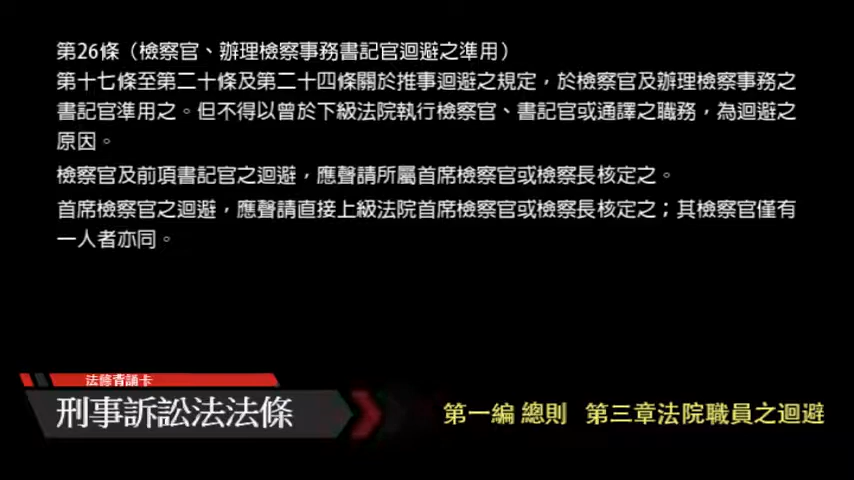 第26條（檢察官、辦理檢察事務書記官迴避之準用）
第十七條至第二十條及第二十四條關於推事迴避之規定，於檢察官及辦理檢察事務之
書記官準用之。但不得以曾於下級法院執行檢察官、書記官或通譯之職務，為迴避之
原因。
檢察官及前項書記官之迴避，應聲請所屬首席檢察官或檢察長核定之。
首席檢察官之迴避，應聲請直接上級法院首席檢察官或檢察長核定之；其檢察官僅有
一人者亦同。
法條背誦卡
刑事訴訟法法條
第一編 總則 第三章法院職員之迴避